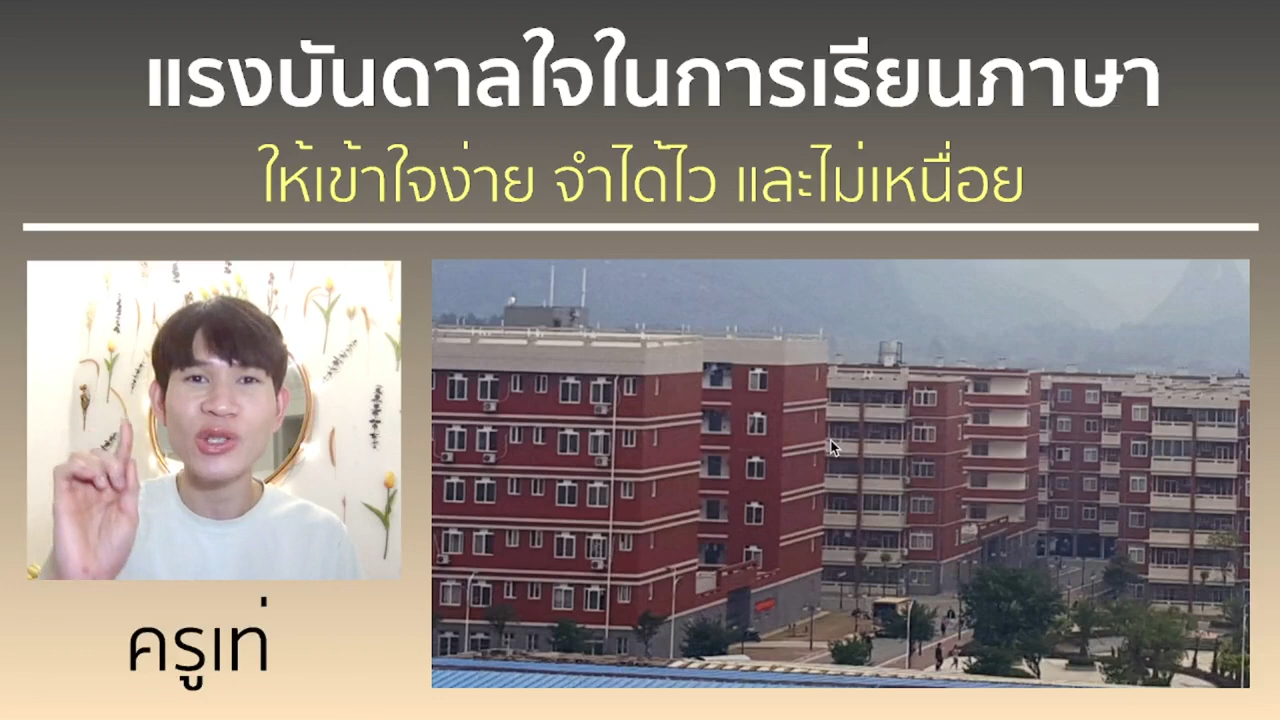 แรงบันดาลใจในการเรียนภาษา
ให้เข้าใจง่าย จำได้ไว และไม่เหนื่อย
ครูเท่